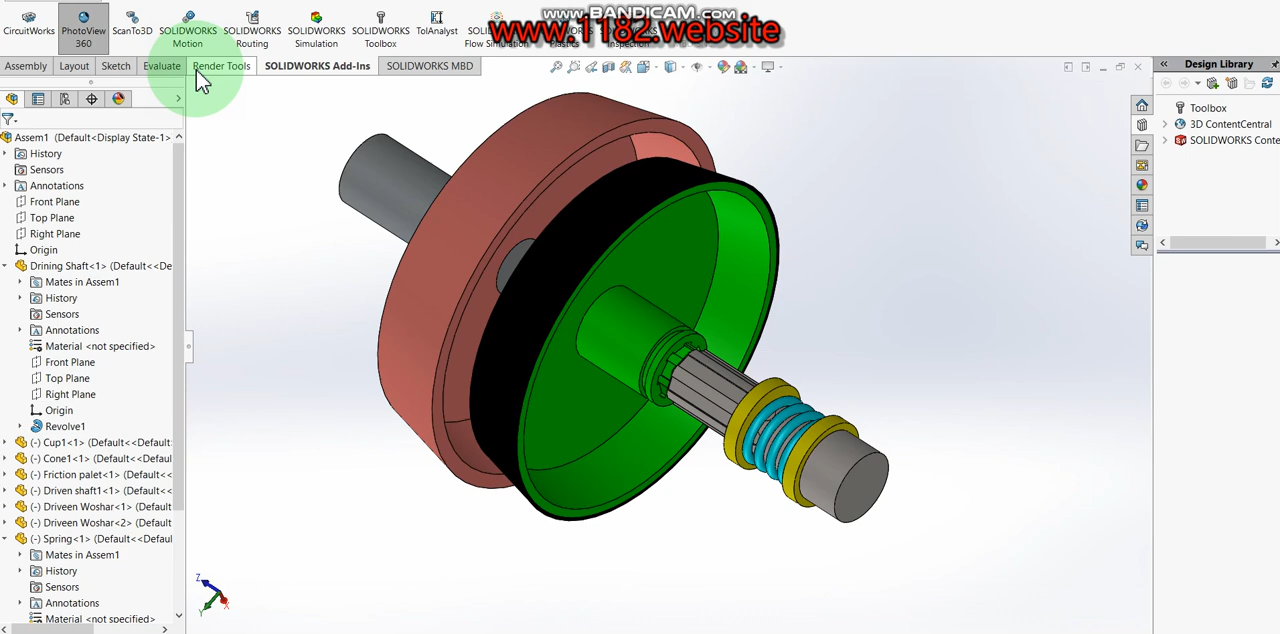 www.BANDICAM.com
www.1182.website
CircuitWorks
PhotoView 360
ScanTo3D
SOLIDWORKS Motion
SOLIDWORKS Routing
SOLIDWORKS Simulation
SOLIDWORKS Toolbox
TolAnalyst
Flow Simulation
Assembly Layout Sketch Evaluate Render Tools SOLIDWORKS Add-Ins SOLIDWORKS MBD
Design Library
Toolbox
3D ContentCentral
SOLIDWORKS Conte
Assem1 (Default<Display State-1>
History
Sensors
Annotations
Front Plane
Top Plane
Right Plane
Origin
Drining Shaft<1> (Default<<De
Mates in Assem1
History
Sensors
Annotations
Material <not specified>
Front Plane
Top Plane
Right Plane
Origin
Revolve1
(-) Cup1<1> (Default<<Default
(-) Cone1<1> (Default<<Default
(-) Friction palet<1> (Default<
(-) Driven shaft1<1> (Default<
(-) Driveen Woshar<1> (Default
(-) Driveen Woshar<2> (Default
(-) Spring<1> (Default<<Defaul
Mates in Assem1
History
Sensors
Annotations
Material <not specified>
Z
Y
X